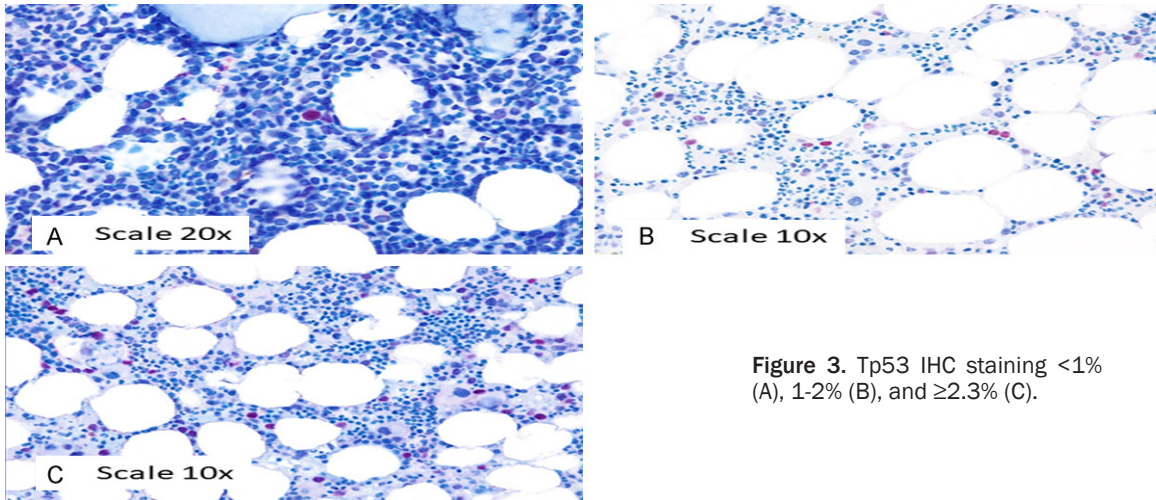 A Scale 20x
B Scale 10x
C Scale 10x
Figure 3. Tp53 IHC staining <1%
(A), 1-2% (B), and ≥2.3% (C).